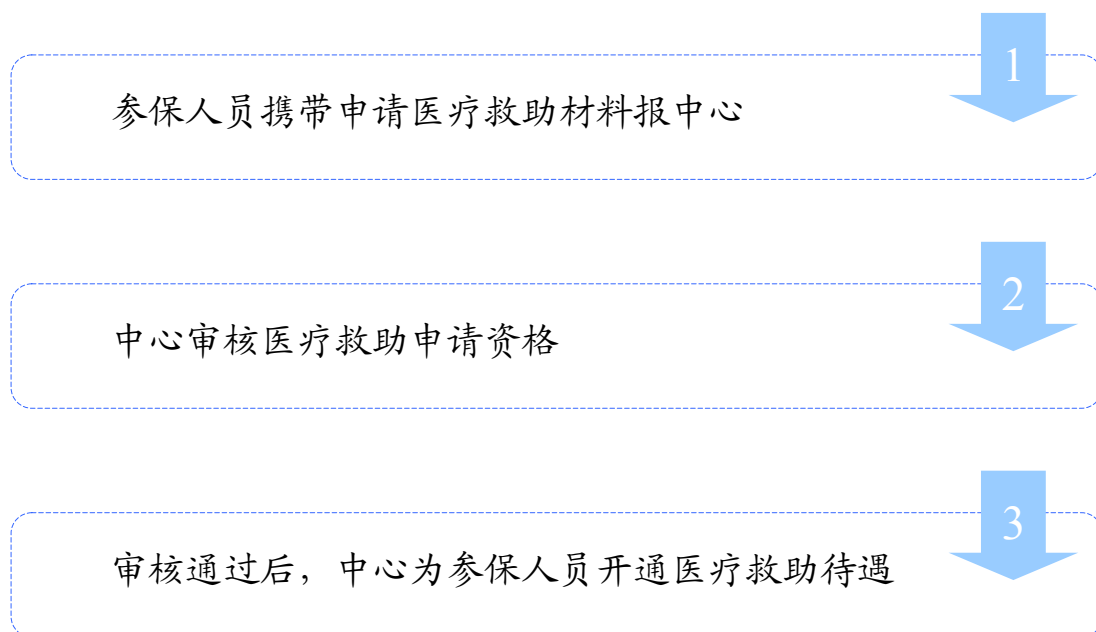 1
参保人员携带申请医疗救助材料报中心
2
中心审核医疗救助申请资格
3
审核通过后，中心为参保人员开通医疗救助待遇